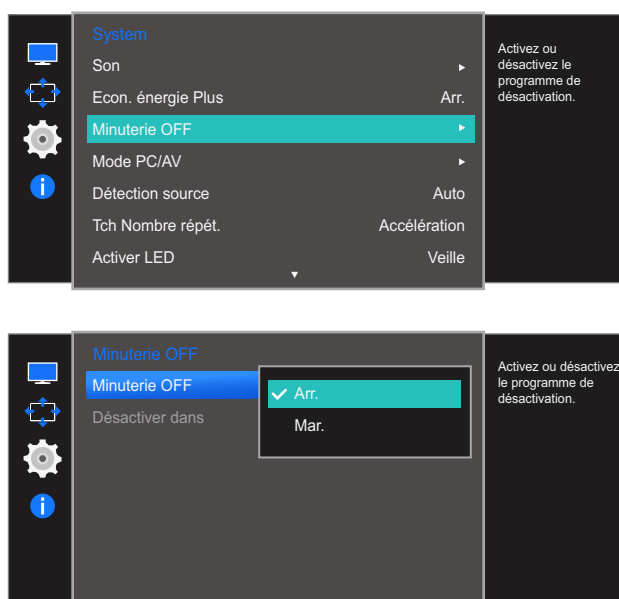 System
Son
Econ. énergie Plus Arr.
Minuterie OFF
Mode PC/AV
Détection source Auto
Tch Nombre répét. Accélération
Activer LED Veille
Activez ou
désactivez le
programme de
désactivation.
Minuterie OFF
Minuterie OFF
Désactiver dans
Arr.
Mar.
Activez ou désactivez
le programme de
désactivation.